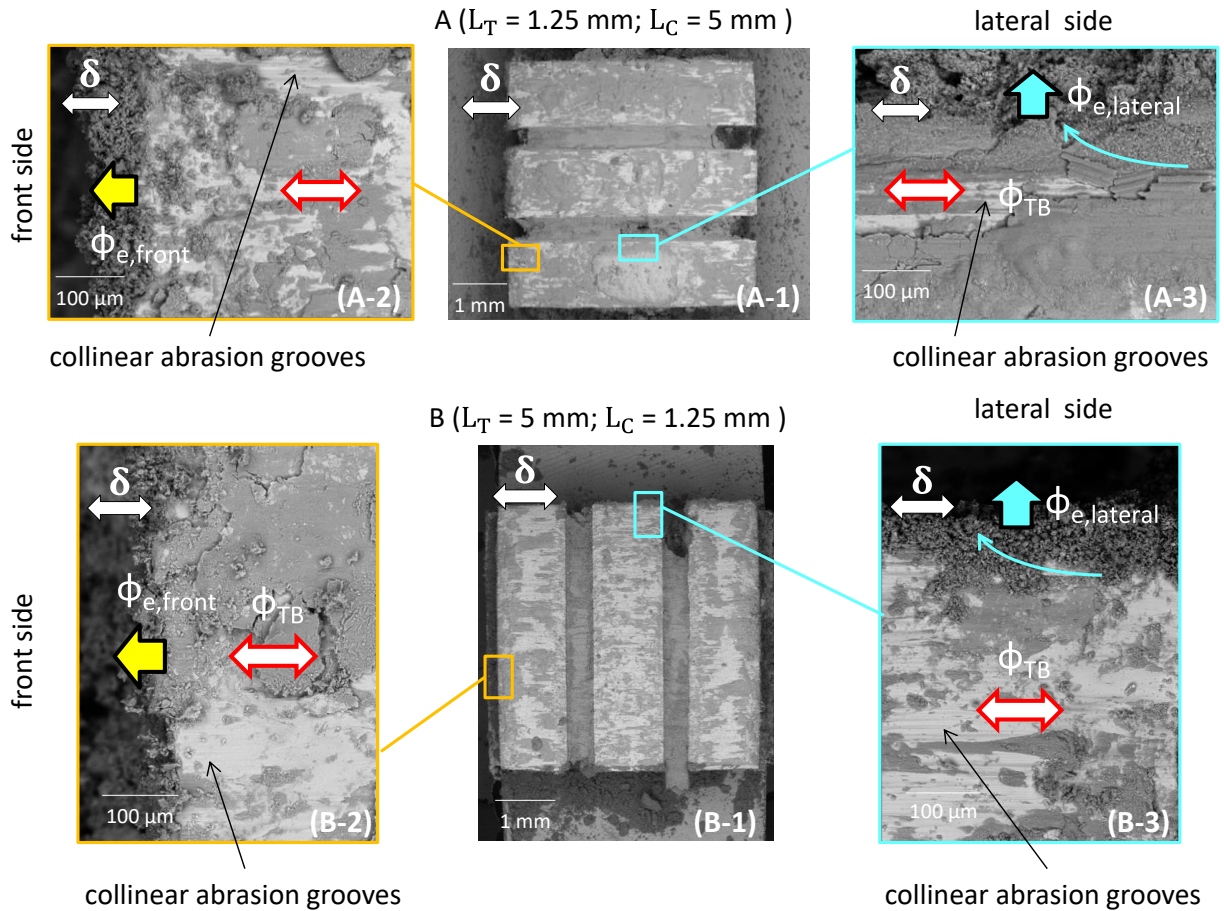 A (L_T = 1.25 mm; L_C = 5 mm)
lateral side
front side
δ
ϕ_e,front
100 µm
(A-2)
δ
1 mm
(A-1)
δ
ϕ_e,lateral
ϕ_TB
100 µm
(A-3)
collinear abrasion grooves
collinear abrasion grooves
B (L_T = 5 mm; L_C = 1.25 mm )
lateral side
front side
δ
ϕ_e,front
ϕ_TB
100 µm
(B-2)
δ
1 mm
(B-1)
δ
ϕ_e,lateral
ϕ_TB
100 µm
(B-3)
collinear abrasion grooves
collinear abrasion grooves